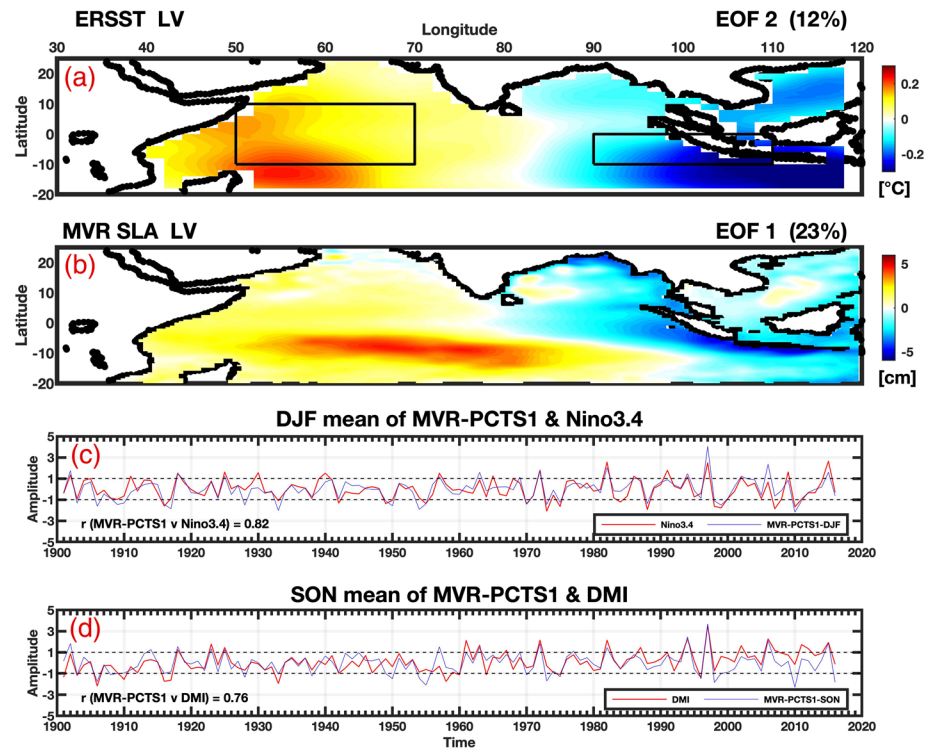 ERSST LV EOF 2 (12%)
Longitude
30 40 50 60 70 80 90 100 110 120
(a)
Latitude
20
10
0
-10
-20
0.2
0
-0.2
[°C]
MVR SLA LV EOF 1 (23%)
(b)
Latitude
20
10
0
-10
-20
5
0
-5
[cm]
DJF mean of MVR-PCTS1 & Nino3.4
(c)
Amplitude
5
3
1
-1
-3
-5
r (MVR-PCTS1 v Nino3.4) = 0.82
Nino3.4 MVR-PCTS1-DJF
1900 1910 1920 1930 1940 1950 1960 1970 1980 1990 2000 2010 2020
SON mean of MVR-PCTS1 & DMI
(d)
Amplitude
5
3
1
-1
-3
-5
r (MVR-PCTS1 v DMI) = 0.76
DMI MVR-PCTS1-SON
1900 1910 1920 1930 1940 1950 1960 1970 1980 1990 2000 2010 2020
Time